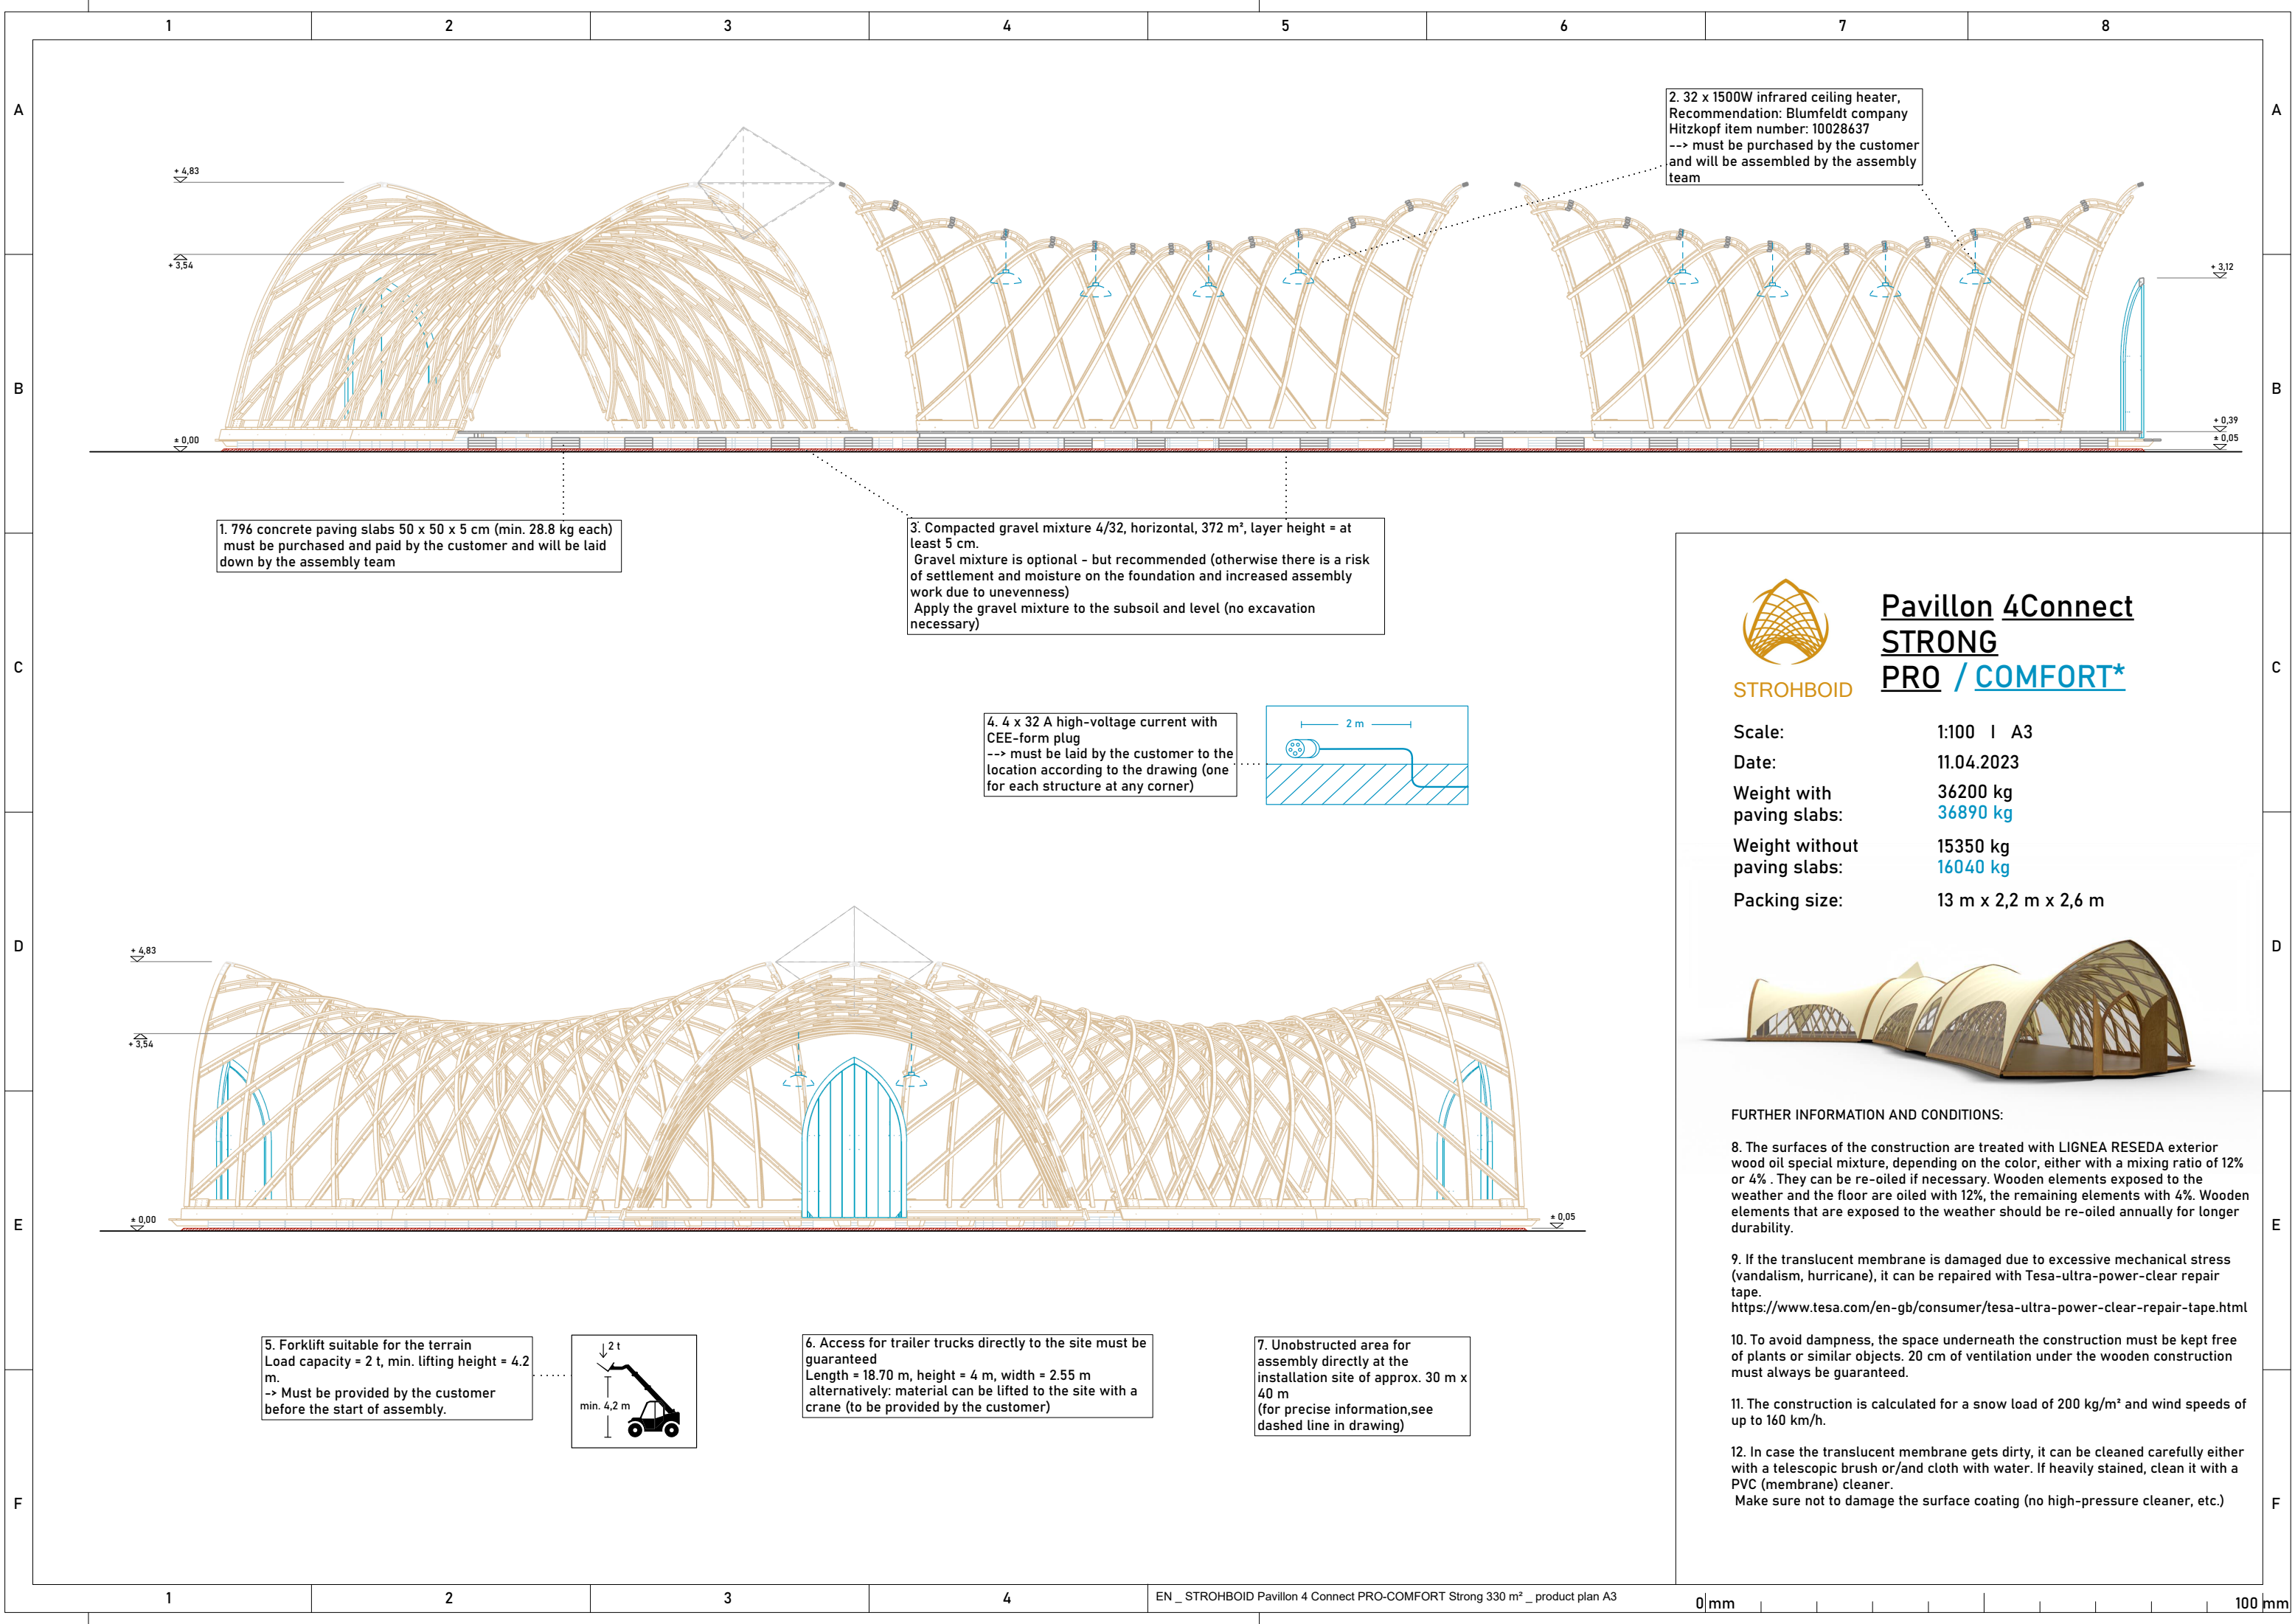 1 2 3 4 5 6 7 8
A A
B B
C C
D D
E E
F F
2. 32 x 1500W infrared ceiling heater,
Recommendation: Blumfeldt company
Hitzkopf item number: 10028637
--> must be purchased by the customer
and will be assembled by the assembly
team
+ 4,83
+ 3,54
± 0,00
+ 3,12
+ 0,39
± 0,05
1. 796 concrete paving slabs 50 x 50 x 5 cm (min. 28.8 kg each)
must be purchased and paid by the customer and will be laid
down by the assembly team
3. Compacted gravel mixture 4/32, horizontal, 372 m², layer height = at
least 5 cm.
Gravel mixture is optional - but recommended (otherwise there is a risk
of settlement and moisture on the foundation and increased assembly
work due to unevenness)
Apply the gravel mixture to the subsoil and level (no excavation
necessary)
4. 4 x 32 A high-voltage current with
CEE-form plug
--> must be laid by the customer to the
location according to the drawing (one
for each structure at any corner)
2 m
+ 4,83
+ 3,54
± 0,00
± 0,05
5. Forklift suitable for the terrain
Load capacity = 2 t, min. lifting height = 4.2
m.
-> Must be provided by the customer
before the start of assembly.
2 t
min. 4,2 m
6. Access for trailer trucks directly to the site must be
guaranteed
Length = 18.70 m, height = 4 m, width = 2.55 m
alternatively: material can be lifted to the site with a
crane (to be provided by the customer)
7. Unobstructed area for
assembly directly at the
installation site of approx. 30 m x
40 m
(for precise information,see
dashed line in drawing)
STROHBOID
Pavillon 4Connect
STRONG
PRO / COMFORT*
Scale: 1:100 I A3
Date: 11.04.2023
Weight with 36200 kg
paving slabs: 36890 kg
Weight without 15350 kg
paving slabs: 16040 kg
Packing size: 13 m x 2,2 m x 2,6 m
FURTHER INFORMATION AND CONDITIONS:
8. The surfaces of the construction are treated with LIGNEA RESEDA exterior
wood oil special mixture, depending on the color, either with a mixing ratio of 12%
or 4% . They can be re-oiled if necessary. Wooden elements exposed to the
weather and the floor are oiled with 12%, the remaining elements with 4%. Wooden
elements that are exposed to the weather should be re-oiled annually for longer
durability.
9. If the translucent membrane is damaged due to excessive mechanical stress
(vandalism, hurricane), it can be repaired with Tesa-ultra-power-clear repair
tape.
https://www.tesa.com/en-gb/consumer/tesa-ultra-power-clear-repair-tape.html
10. To avoid dampness, the space underneath the construction must be kept free
of plants or similar objects. 20 cm of ventilation under the wooden construction
must always be guaranteed.
11. The construction is calculated for a snow load of 200 kg/m² and wind speeds of
up to 160 km/h.
12. In case the translucent membrane gets dirty, it can be cleaned carefully either
with a telescopic brush or/and cloth with water. If heavily stained, clean it with a
PVC (membrane) cleaner.
Make sure not to damage the surface coating (no high-pressure cleaner, etc.)
1 2 3 4
EN _ STROHBOID Pavillon 4 Connect PRO-COMFORT Strong 330 m² _ product plan A3
0 mm 100 mm